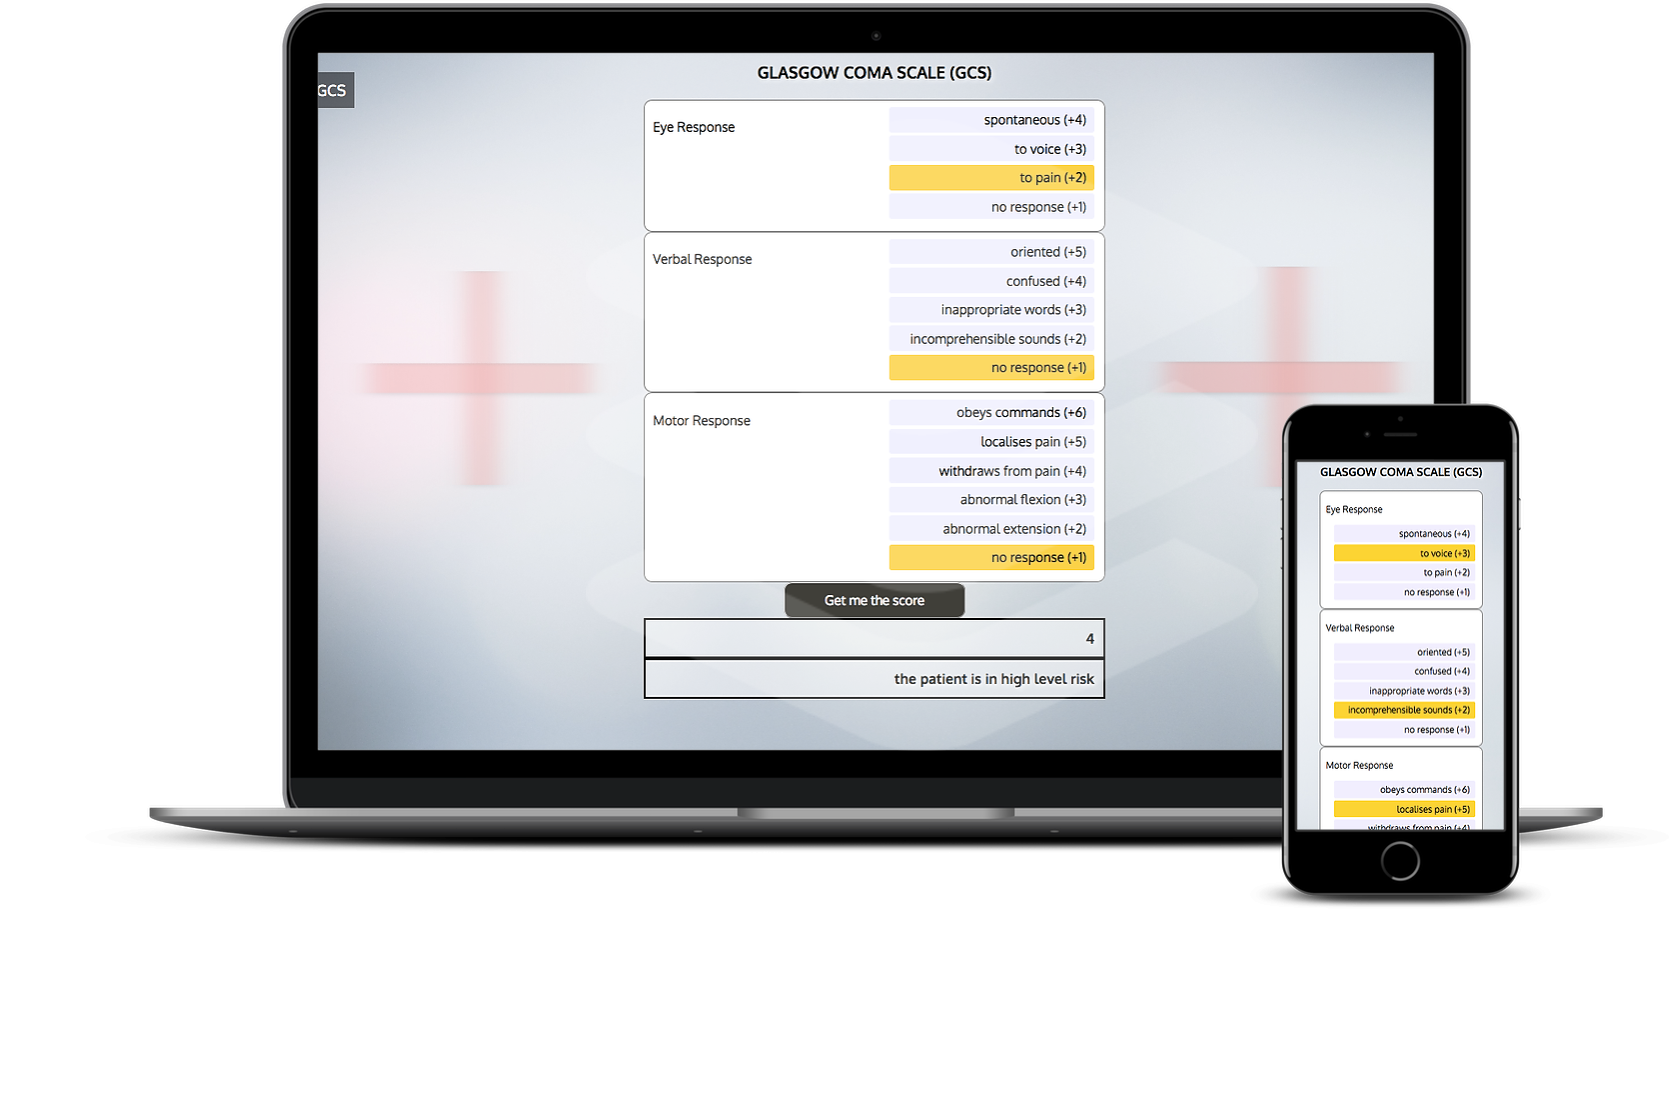 GCS
GLASGOW COMA SCALE (GCS)
Eye Response
spontaneous (+4)
to voice (+3)
to pain (+2)
no response (+1)
Verbal Response
oriented (+5)
confused (+4)
inappropriate words (+3)
incomprehensible sounds (+2)
no response (+1)
Motor Response
obeys commands (+6)
localises pain (+5)
withdraws from pain (+4)
abnormal flexion (+3)
abnormal extension (+2)
no response (+1)
Get me the score
4
the patient is in high level risk
GLASGOW COMA SCALE (GCS)
Eye Response
spontaneous (+4)
to voice (+3)
to pain (+2)
no response (+1)
Verbal Response
oriented (+5)
confused (+4)
inappropriate words (+3)
incomprehensible sounds (+2)
no response (+1)
Motor Response
obeys commands (+6)
localises pain (+5)
withdraws from pain (+4)